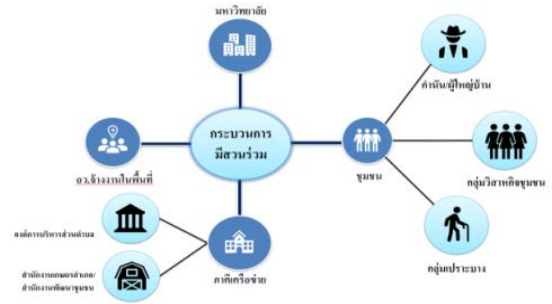 มหาวิทยาลัย
กำนัน/ผู้ใหญ่บ้าน
กระบวนการ
มีส่วนร่วม
อว.จ้างงานในพื้นที่
ชุมชน
กลุ่มวิสาหกิจชุมชน
องค์การบริหารส่วนตำบล
สำนักงานเกษตรอำเภอ/
สำนักงานพัฒนาชุมชน
ภาคีเครือข่าย
กลุ่มเปราะบาง